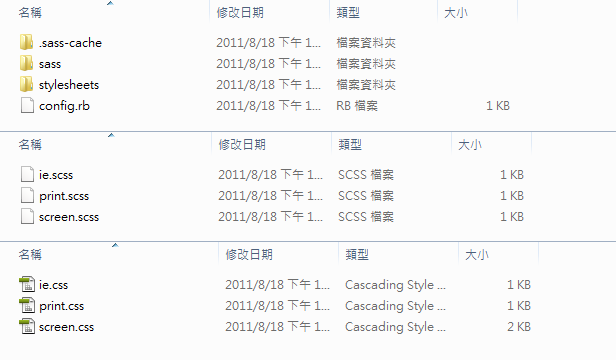 名稱 修改日期 類型 大小
.sass-cache 2011/8/18 下午 1... 檔案資料夾
sass 2011/8/18 下午 1... 檔案資料夾
stylesheets 2011/8/18 下午 1... 檔案資料夾
config.rb 2011/8/18 下午 1... RB 檔案 1 KB
名稱 修改日期 類型 大小
ie.scss 2011/8/18 下午 1... SCSS 檔案 1 KB
print.scss 2011/8/18 下午 1... SCSS 檔案 1 KB
screen.scss 2011/8/18 下午 1... SCSS 檔案 1 KB
名稱 修改日期 類型 大小
ie.css 2011/8/18 下午 1... Cascading Style ... 1 KB
print.css 2011/8/18 下午 1... Cascading Style ... 1 KB
screen.css 2011/8/18 下午 1... Cascading Style ... 2 KB